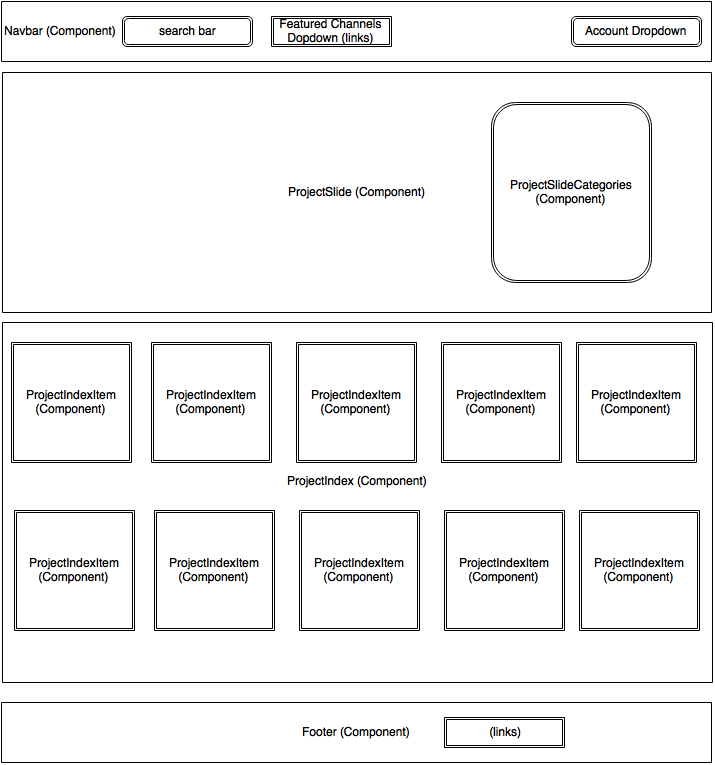 Navbar (Component)
search bar
Featured Channels
Dopdown (links)
Account Dropdown
ProjectSlide (Component)
ProjectSlideCategories
(Component)
ProjectIndexItem
(Component)
ProjectIndexItem
(Component)
ProjectIndexItem
(Component)
ProjectIndexItem
(Component)
ProjectIndexItem
(Component)
ProjectIndex (Component)
ProjectIndexItem
(Component)
ProjectIndexItem
(Component)
ProjectIndexItem
(Component)
ProjectIndexItem
(Component)
ProjectIndexItem
(Component)
Footer (Component)
(links)